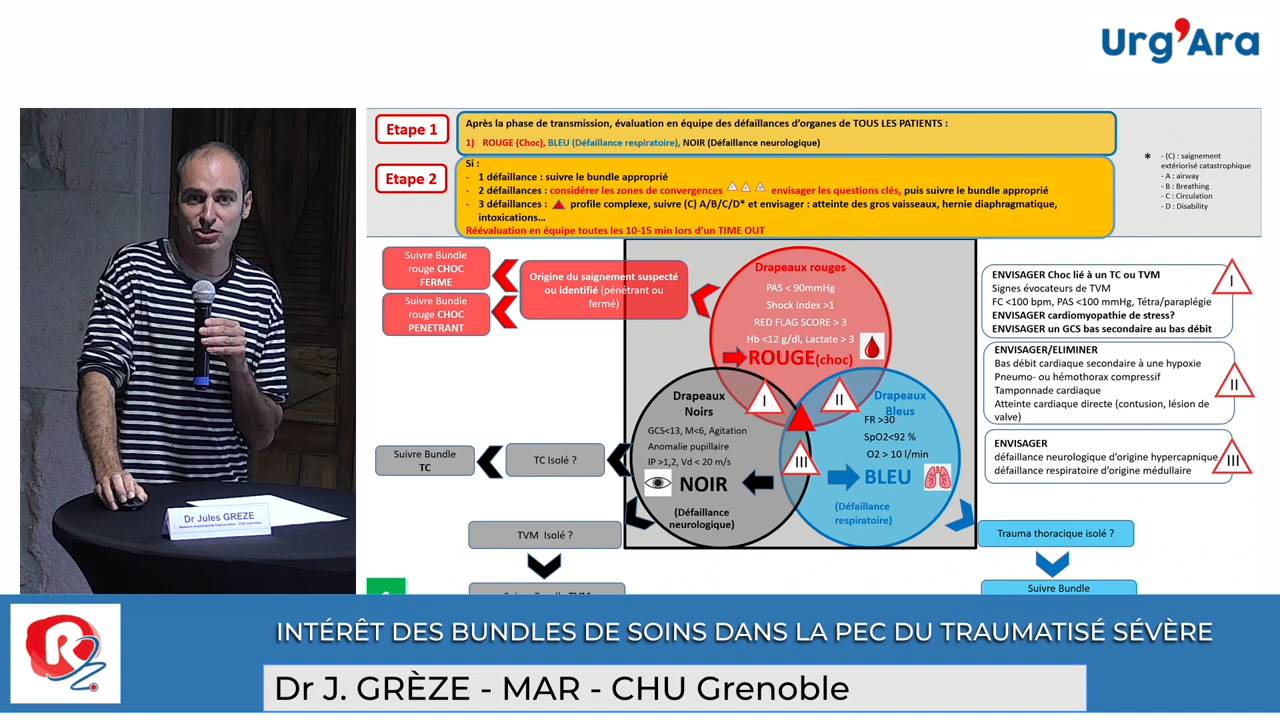 Urg'Ara
Etape 1
Après la phase de transmission, évaluation en équipe des défaillances d'organes de TOUS LES PATIENTS :
1) ROUGE (Choc), BLEU (Défaillance respiratoire), NOIR (Défaillance neurologique)
Etape 2
Si :
- 1 défaillance : suivre le bundle approprié
- 2 défaillances : considérer les zones de convergences envisager les questions clés, puis suivre le bundle approprié
- 3 défaillances : profile complexe, suivre (C) A/B/C/D* et envisager : atteinte des gros vaisseaux, hernie diaphragmatique,
intoxications...
Réévaluation en équipe toutes les 10-15 min lors d'un TIME OUT
* - (C) : saignement
extériorisé catastrophique
- A : airway
- B : Breathing
- C : Circulation
- D : Disability
Suivre Bundle
rouge CHOC
FERME
Suivre Bundle
rouge CHOC
PENETRANT
Origine du saignement suspecté
ou identifié (pénétrant ou
fermé)
Drapeaux rouges
PAS < 90mmHg
Shock Index >1
RED FLAG SCORE > 3
Hb <12 g/dl, Lactate > 3
ROUGE(choc)
ENVISAGER Choc lié à un TC ou TVM
Signes évocateurs de TVM
FC <100 bpm, PAS <100 mmHg, Tétra/paraplégie
ENVISAGER cardiomyopathie de stress?
ENVISAGER un GCS bas secondaire au bas débit
I
ENVISAGER/ELIMINER
Bas débit cardiaque secondaire à une hypoxie
Pneumo- ou hémothorax compressif
Tamponnade cardiaque
Atteinte cardiaque directe (contusion, lésion de
valve)
II
ENVISAGER
défaillance neurologique d'origine hypercapnique
défaillance respiratoire d'origine médullaire
III
I
II
III
Drapeaux
Noirs
GCS<13, M<6, Agitation
Anomalie pupillaire
IP >1,2, Vd < 20 m/s
NOIR
(Défaillance
neurologique)
Drapeaux
Bleus
FR >30
SpO2<92 %
O2 > 10 l/min
BLEU
(Défaillance
respiratoire)
Suivre Bundle
TC
TC Isolé ?
TVM Isolé ?
Trauma thoracique isolé ?
Suivre Bundle
Dr Jules GREZE
R
INTÉRÊT DES BUNDLES DE SOINS DANS LA PEC DU TRAUMATISÉ SÉVÈRE
Dr J. GRÈZE - MAR - CHU Grenoble